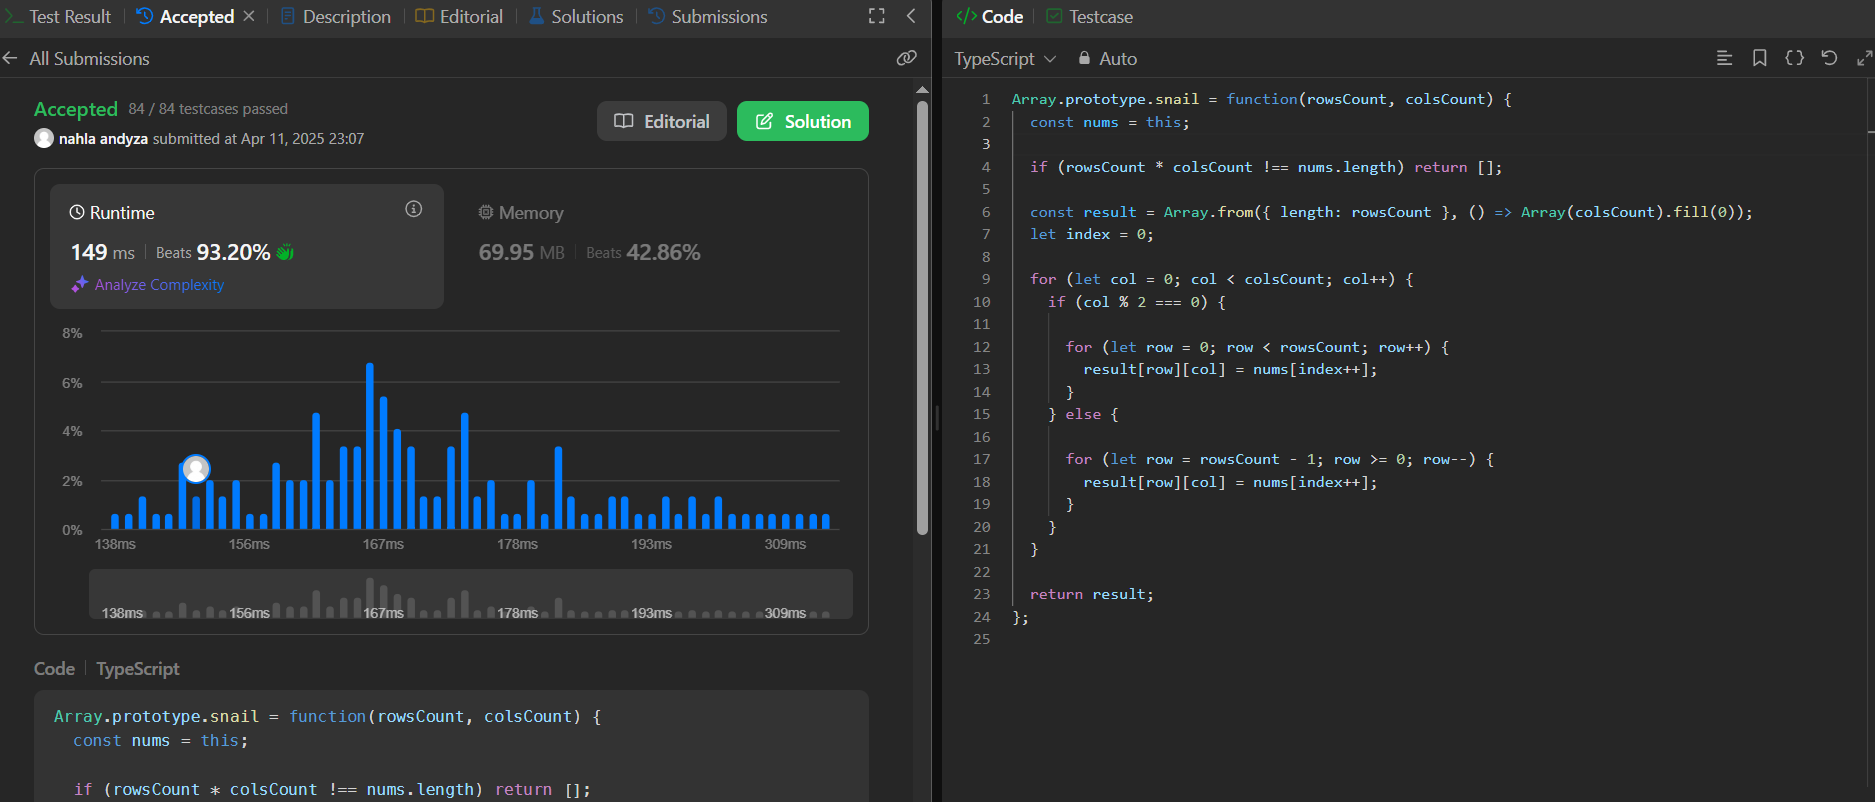 Test Result
Accepted
Description
Editorial
Solutions
Submissions
All Submissions
Accepted 84 / 84 testcases passed
nahla andyza submitted at Apr 11, 2025 23:07
Editorial
Solution
Runtime
149 ms Beats 93.20%
Analyze Complexity
Memory
69.95 MB Beats 42.86%
8%
6%
4%
2%
0%
138ms 156ms 167ms 178ms 193ms 309ms
138ms 156ms 167ms 178ms 193ms 309ms
Code TypeScript
Array.prototype.snail = function(rowsCount, colsCount) {
const nums = this;
if (rowsCount * colsCount !== nums.length) return [];
</> Code
Testcase
TypeScript Auto
1 Array.prototype.snail = function(rowsCount, colsCount) {
2 const nums = this;
3
4 if (rowsCount * colsCount !== nums.length) return [];
5
6 const result = Array.from({ length: rowsCount }, () => Array(colsCount).fill(0));
7 let index = 0;
8
9 for (let col = 0; col < colsCount; col++) {
10 if (col % 2 === 0) {
11
12 for (let row = 0; row < rowsCount; row++) {
13 result[row][col] = nums[index++];
14 }
15 } else {
16
17 for (let row = rowsCount - 1; row >= 0; row--) {
18 result[row][col] = nums[index++];
19 }
20 }
21 }
22
23 return result;
24 };
25